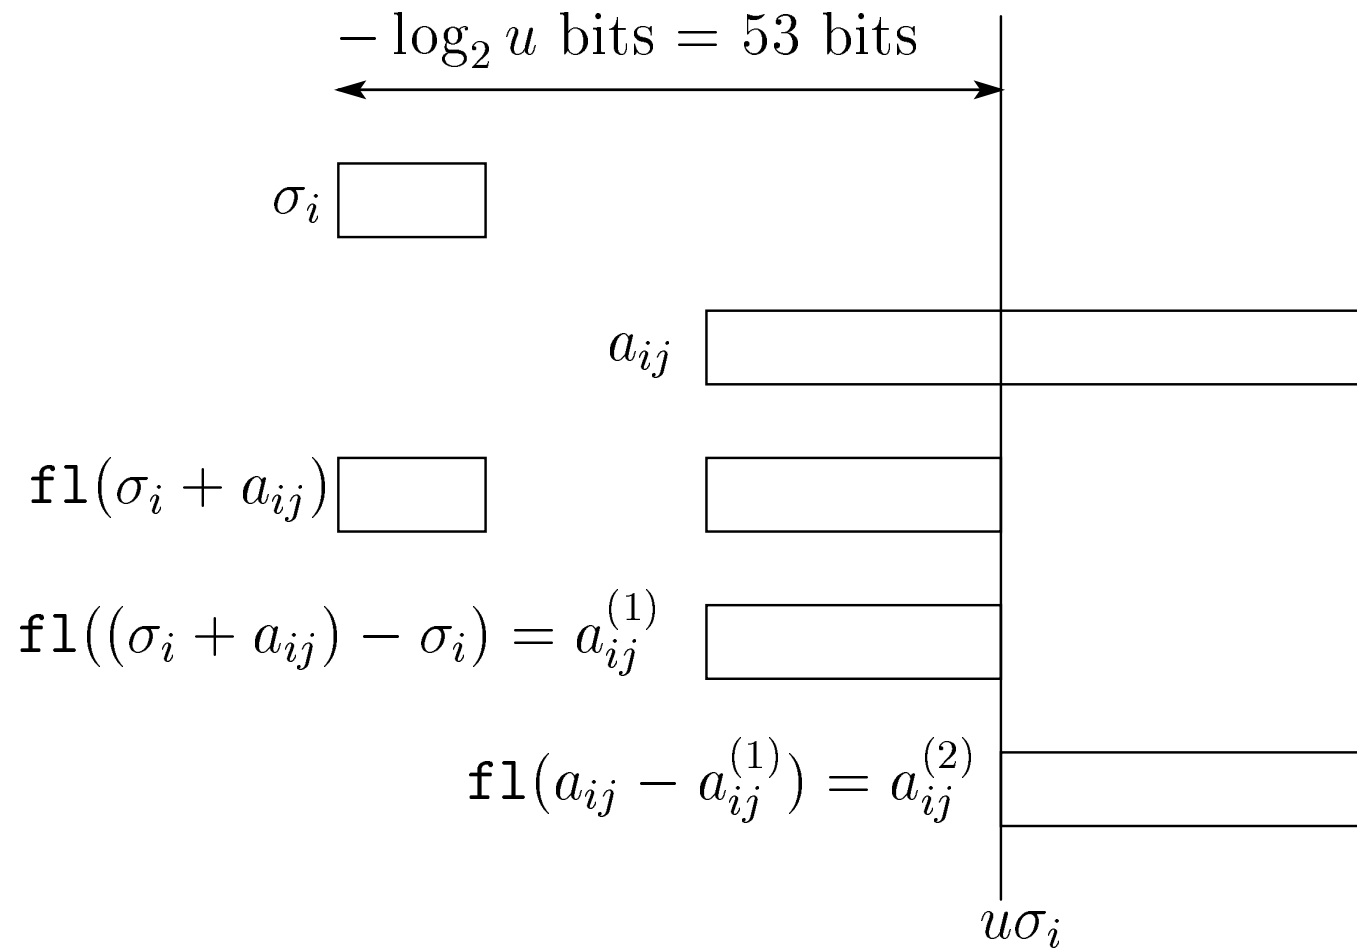 − log₂ u bits = 53 bits
σᵢ
aᵢⱼ
fl(σᵢ + aᵢⱼ)
fl((σᵢ + aᵢⱼ) − σᵢ) = aᵢⱼ⁽¹⁾
fl(aᵢⱼ − aᵢⱼ⁽¹⁾) = aᵢⱼ⁽²⁾
uσᵢ